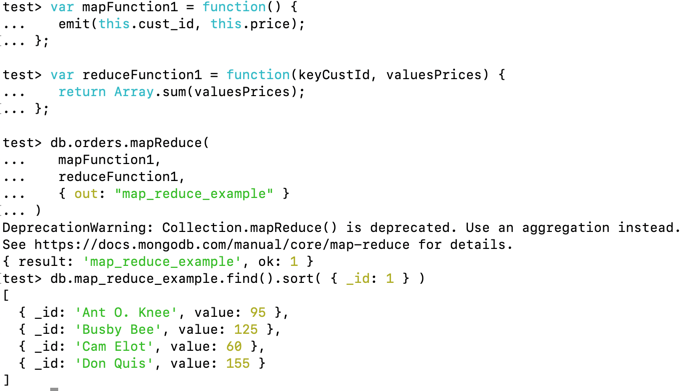 test> var mapFunction1 = function() {
...    emit(this.cust_id, this.price);
... };
test> var reduceFunction1 = function(keyCustId, valuesPrices) {
...    return Array.sum(valuesPrices);
... };
test> db.orders.mapReduce(
...    mapFunction1,
...    reduceFunction1,
...    { out: "map_reduce_example" }
... )
DeprecationWarning: Collection.mapReduce() is deprecated. Use an aggregation instead.
See https://docs.mongodb.com/manual/core/map-reduce for details.
{ result: 'map_reduce_example', ok: 1 }
test> db.map_reduce_example.find().sort( { _id: 1 } )
[
  { _id: 'Ant O. Knee', value: 95 },
  { _id: 'Busby Bee', value: 125 },
  { _id: 'Cam Elot', value: 60 },
  { _id: 'Don Quis', value: 155 }
]